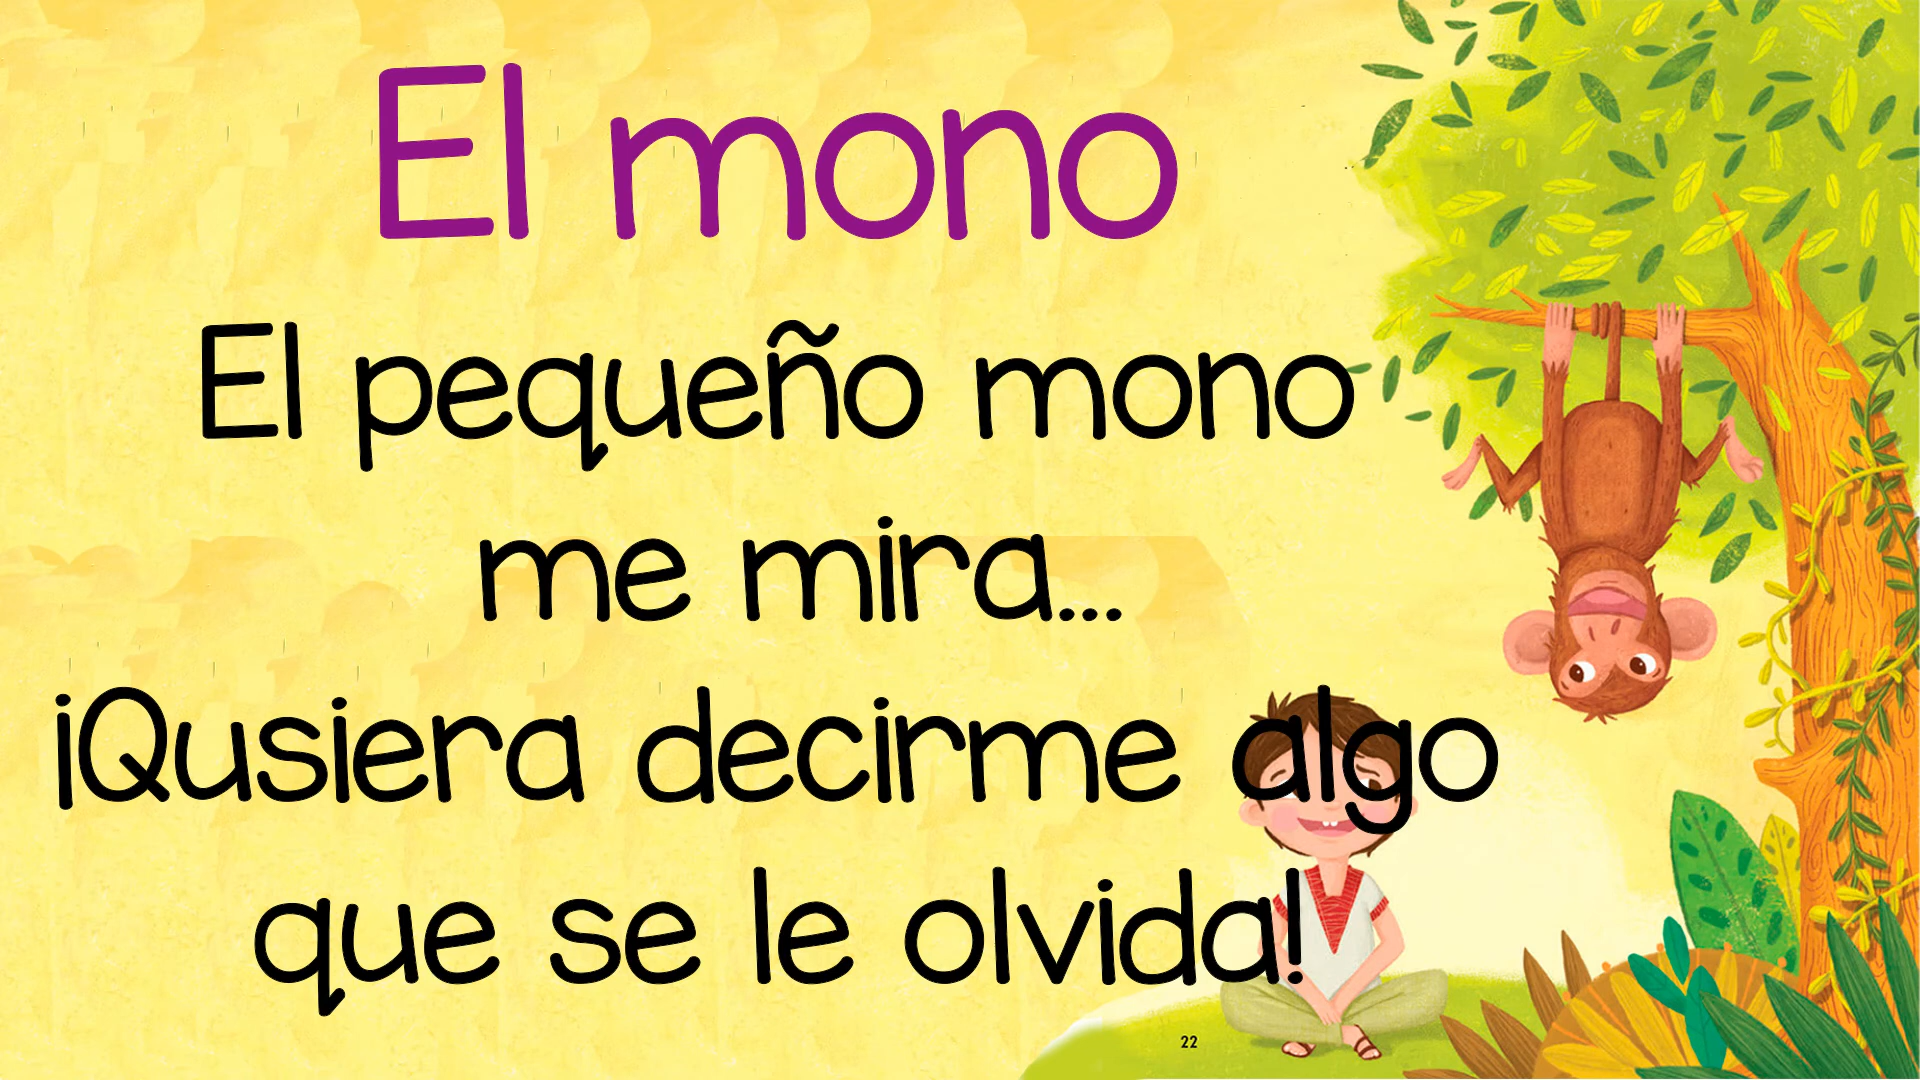 El mono
El pequeño mono
me mira...
¡Qusiera decirme algo
que se le olvida!
22